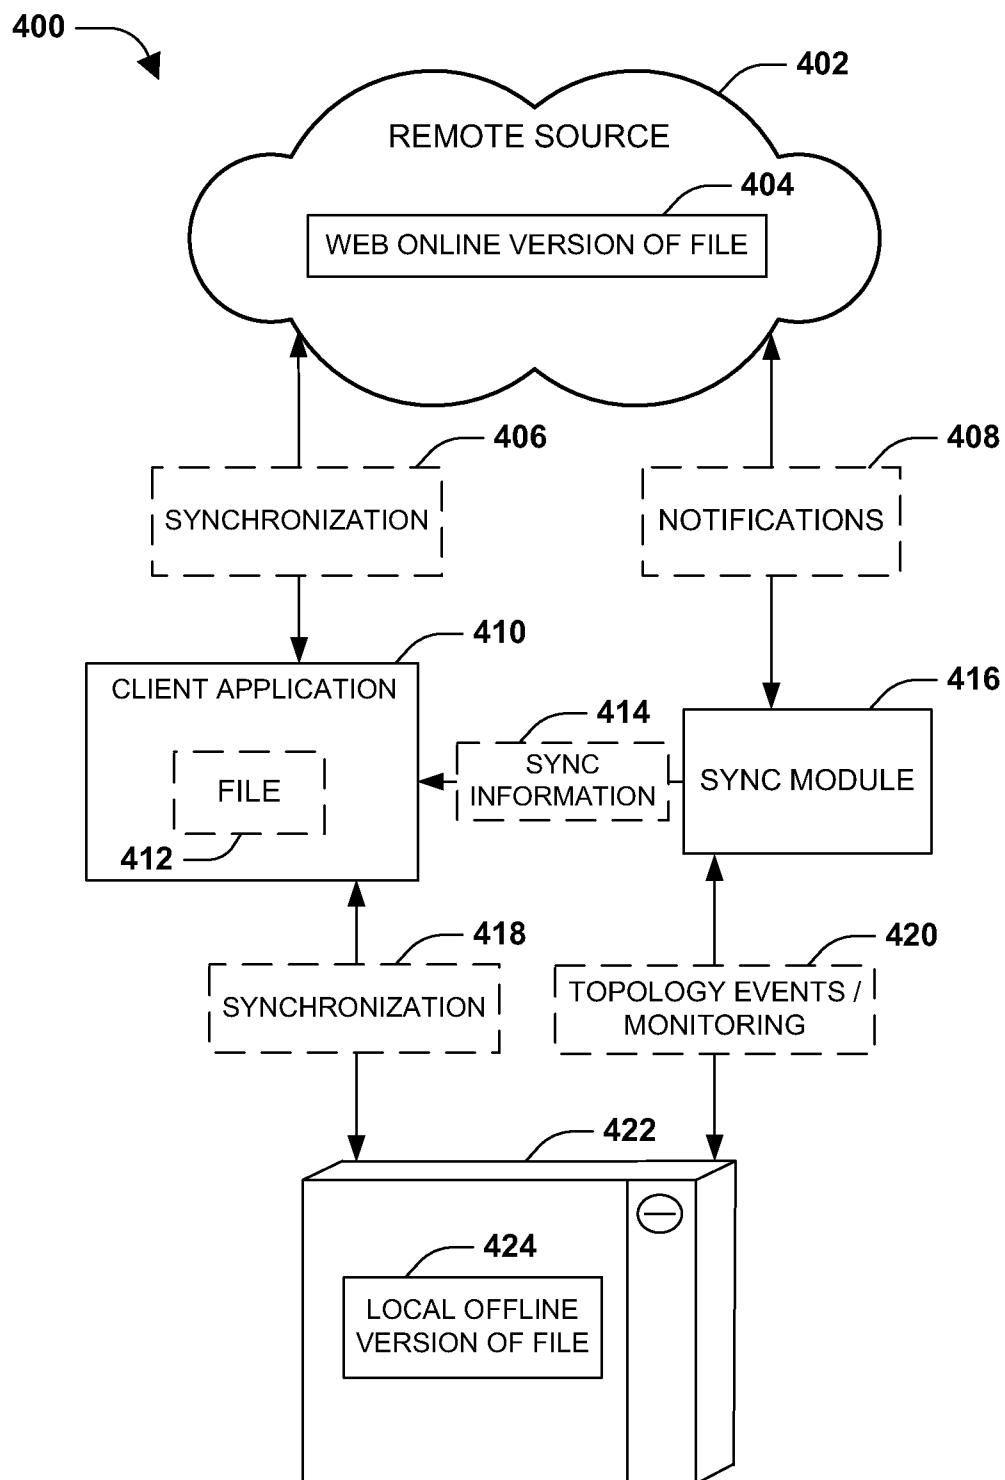 400
402
REMOTE SOURCE
404
WEB ONLINE VERSION OF FILE
406
408
SYNCHRONIZATION
NOTIFICATIONS
410
CLIENT APPLICATION
416
414
SYNC
INFORMATION
SYNC MODULE
FILE
412
418
420
SYNCHRONIZATION
TOPOLOGY EVENTS /
MONITORING
422
424
LOCAL OFFLINE
VERSION OF FILE